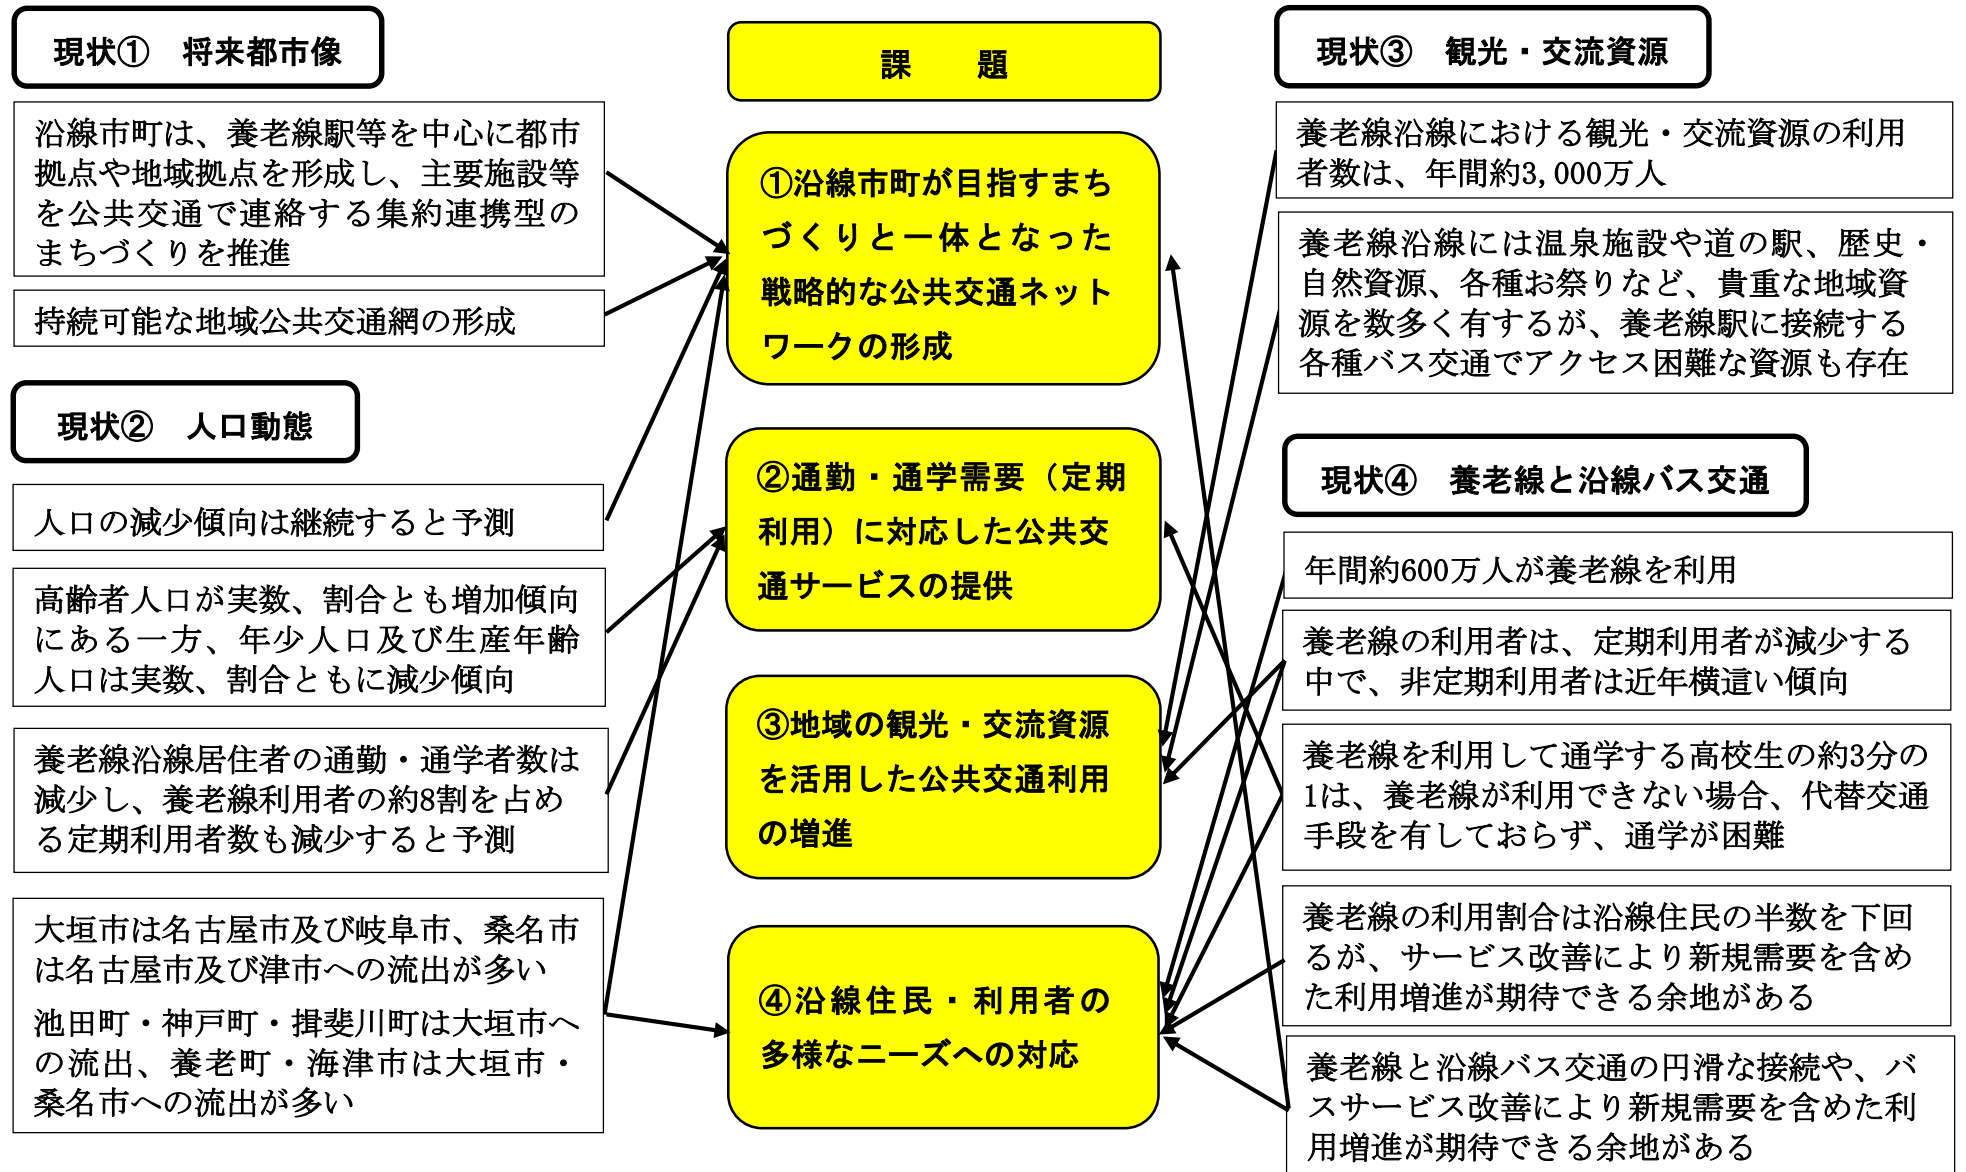 現状①　将来都市像
沿線市町は、養老線駅等を中心に都市
拠点や地域拠点を形成し、主要施設等
を公共交通で連絡する集約連携型の
まちづくりを推進
持続可能な地域公共交通網の形成
現状②　人口動態
人口の減少傾向は継続すると予測
高齢者人口が実数、割合とも増加傾向
にある一方、年少人口及び生産年齢
人口は実数、割合ともに減少傾向
養老線沿線居住者の通勤・通学者数は
減少し、養老線利用者の約8割を占め
る定期利用者数も減少すると予測
大垣市は名古屋市及び岐阜市、桑名市
は名古屋市及び津市への流出が多い
池田町・神戸町・揖斐川町は大垣市へ
の流出、養老町・海津市は大垣市・
桑名市への流出が多い
課　題
①沿線市町が目指すまち
づくりと一体となった
戦略的な公共交通ネット
ワークの形成
②通勤・通学需要（定期
利用）に対応した公共交
通サービスの提供
③地域の観光・交流資源
を活用した公共交通利用
の増進
④沿線住民・利用者の
多様なニーズへの対応
現状③　観光・交流資源
養老線沿線における観光・交流資源の利用
者数は、年間約3,000万人
養老線沿線には温泉施設や道の駅、歴史・
自然資源、各種お祭りなど、貴重な地域資
源を数多く有するが、養老線駅に接続する
各種バス交通でアクセス困難な資源も存在
現状④　養老線と沿線バス交通
年間約600万人が養老線を利用
養老線の利用者は、定期利用者が減少する
中で、非定期利用者は近年横這い傾向
養老線を利用して通学する高校生の約3分の
1は、養老線が利用できない場合、代替交通
手段を有しておらず、通学が困難
養老線の利用割合は沿線住民の半数を下回
るが、サービス改善により新規需要を含め
た利用増進が期待できる余地がある
養老線と沿線バス交通の円滑な接続や、バ
スサービス改善により新規需要を含めた利
用増進が期待できる余地がある